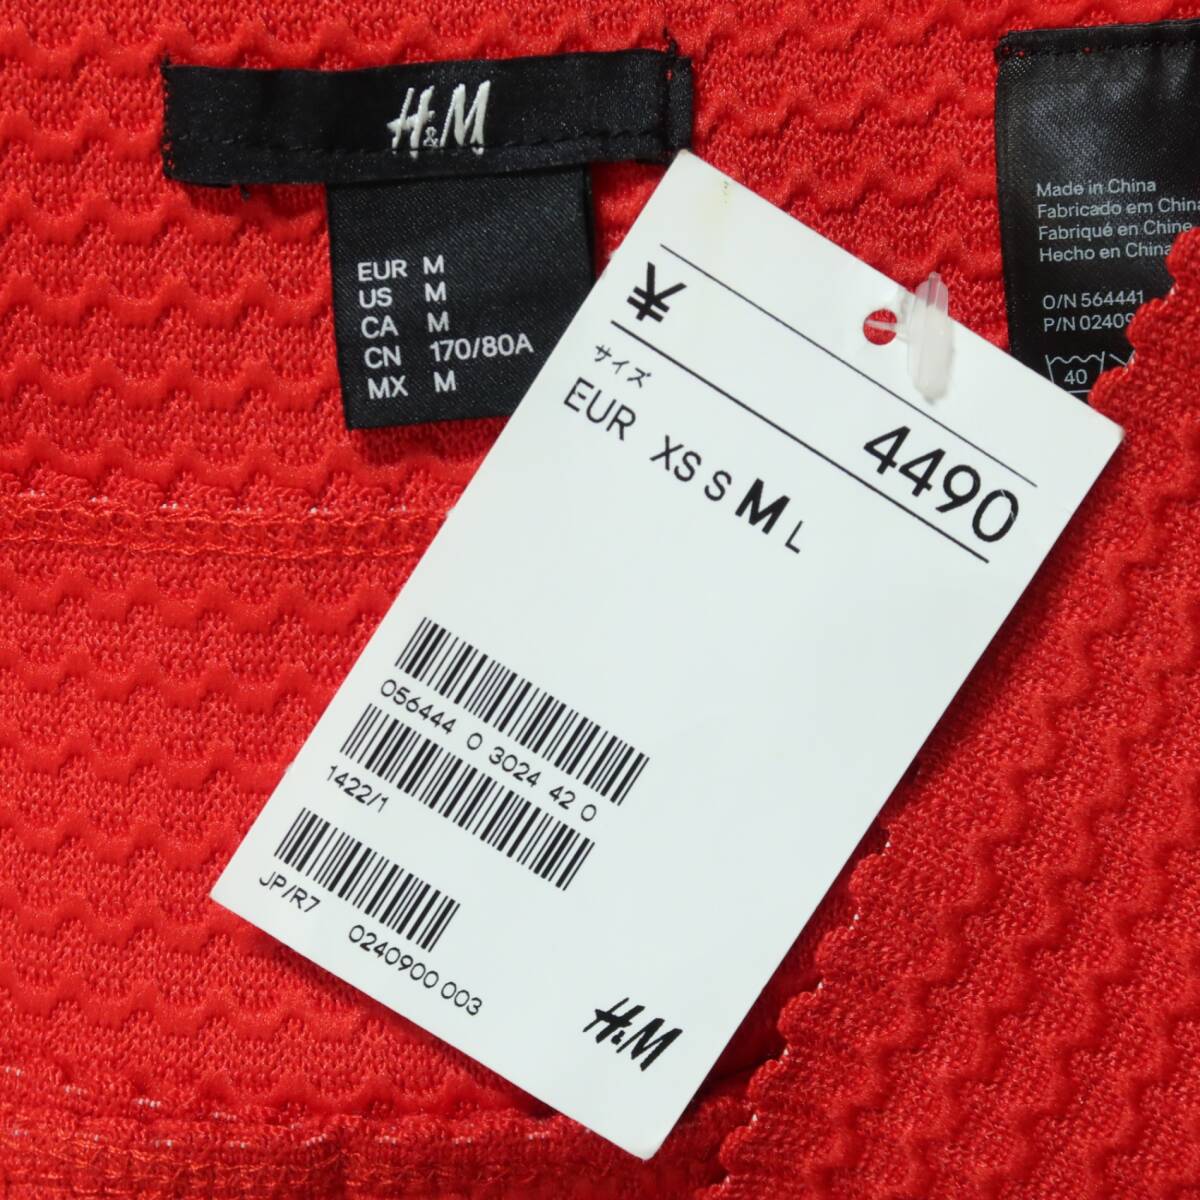 H&M
EUR M
US M
CA M
CN 170/80A
MX M
Made in China
Fabricado em China
Fabriqué en Chine
Hecho en China
O/N 564441
P/N 02409
40
¥ 4490
サイズ
EUR XS S M L
056444 0 3024 42 0
1422/1
JP/R7
0240900 003
H&M